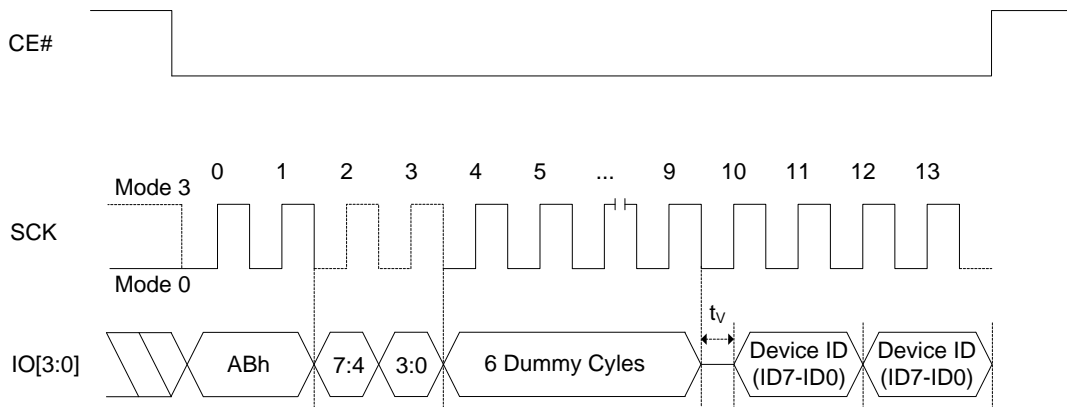 CE#
0 1 2 3 4 5 ... 9 10 11 12 13
Mode 3
SCK
Mode 0
tV
IO[3:0] ABh 7:4 3:0 6 Dummy Cyles Device ID Device ID
(ID7-ID0) (ID7-ID0)